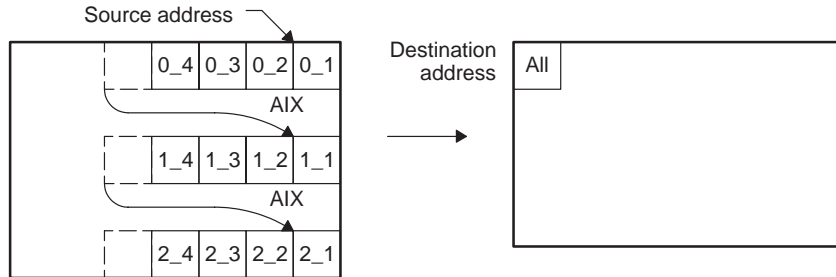 Source address
0_4 0_3 0_2 0_1
AIX
1_4 1_3 1_2 1_1
AIX
2_4 2_3 2_2 2_1
Destination
address
All